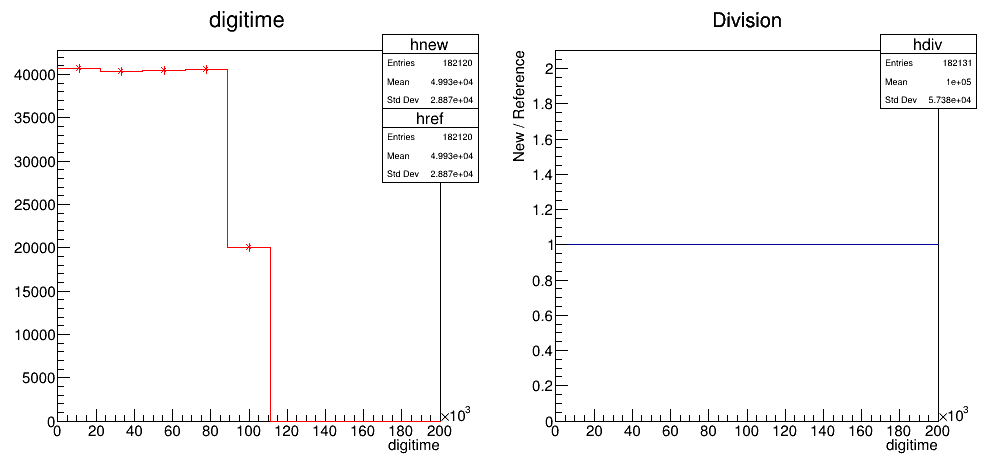 digitime
hnew
Entries 182120
Mean 4.993e+04
Std Dev 2.887e+04
href
Entries 182120
Mean 4.993e+04
Std Dev 2.887e+04
40000
35000
30000
25000
20000
15000
10000
5000
0
0 20 40 60 80 100 120 140 160 180 200
×10³
digitime
Division
hdiv
Entries 182131
Mean 1e+05
Std Dev 5.738e+04
New / Reference
2
1.8
1.6
1.4
1.2
1
0.8
0.6
0.4
0.2
0
0 20 40 60 80 100 120 140 160 180 200
×10³
digitime